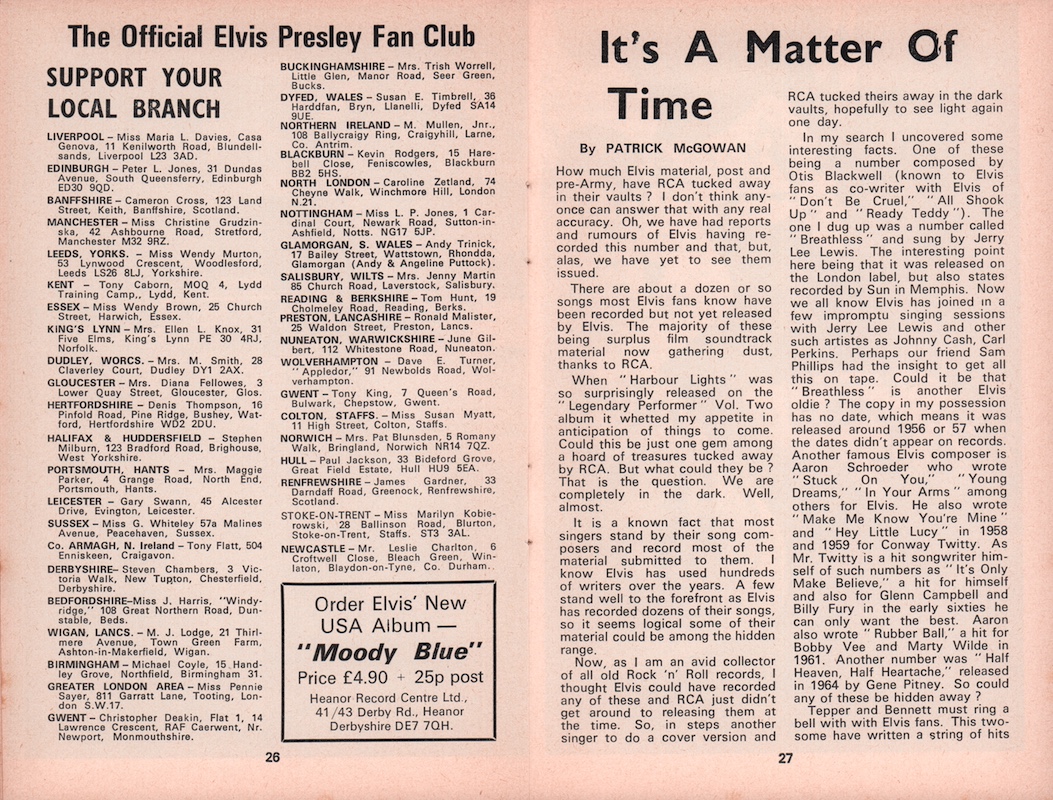 The Official Elvis Presley Fan Club
SUPPORT YOUR
LOCAL BRANCH
LIVERPOOL – Miss Maria L. Davies, Casa
Genova, 11 Kenilworth Road, Blundell-
sands, Liverpool L23 3AD.
EDINBURGH – Peter L. Jones, 31 Dundas
Avenue, South Queensferry, Edinburgh
ED30 9QD.
BANFFSHIRE – Cameron Cross, 123 Land
Street, Keith, Banffshire, Scotland.
MANCHESTER – Miss Christine Grudzin-
ska, 42 Ashbourne Road, Stretford,
Manchester M32 9RZ.
LEEDS, YORKS. – Miss Wendy Murton,
53 Lynwood Crescent, Woodlesford,
Leeds LS26 8LJ, Yorkshire.
KENT – Tony Caborn, MOQ 4, Lydd
Training Camp,, Lydd, Kent.
ESSEX – Miss Wendy Brown, 25 Church
Street, Harwich, Essex.
KING'S LYNN – Mrs. Ellen L. Knox, 31
Five Elms, King's Lynn PE 30 4RJ,
Norfolk.
DUDLEY, WORCS. – Mrs. M. Smith, 28
Claverley Court, Dudley DY1 2AX.
GLOUCESTER – Mrs. Diana Fellowes, 3
Lower Quay Street, Gloucester, Glos.
HERTFORDSHIRE – Denis Thompson, 16
Pinfold Road, Pine Ridge, Bushey, Wat-
ford, Hertfordshire WD2 2DU.
HALIFAX & HUDDERSFIELD – Stephen
Milburn, 123 Bradford Road, Brighouse,
West Yorkshire.
PORTSMOUTH, HANTS – Mrs. Maggie
Parker, 4 Grange Road, North End,
Portsmouth, Hants.
LEICESTER – Gary Swann, 45 Alcester
Drive, Evington, Leicester.
SUSSEX – Miss G. Whiteley 57a Malines
Avenue, Peacehaven, Sussex.
Co. ARMAGH, N. Ireland – Tony Flatt, 504
Enniskeen, Craigavon.
DERBYSHIRE– Steven Chambers, 3 Vic-
toria Walk, New Tupton, Chesterfield,
Derbyshire.
BEDFORDSHIRE–Miss J. Harris, "Windy-
ridge," 108 Great Northern Road, Dun-
stable, Beds.
WIGAN, LANCS. – M. J. Lodge, 21 Thirl-
mere Avenue, Town Green Farm,
Ashton-in-Makerfield, Wigan.
BIRMINGHAM – Michael Coyle, 15 Hand-
ley Grove, Northfield, Birmingham 31.
GREATER LONDON AREA – Miss Pennie
Sayer, 811 Garratt Lane, Tooting, Lon-
don S.W.17.
GWENT – Christopher Deakin, Flat 1, 14
Lawrence Crescent, RAF Caerwent, Nr.
Newport, Monmouthshire.
BUCKINGHAMSHIRE – Mrs. Trish Worrell,
Little Glen, Manor Road, Seer Green,
Bucks.
DYFED, WALES – Susan E. Timbrell, 36
Harddfan, Bryn, Llanelli, Dyfed SA14
9UE.
NORTHERN IRELAND – M. Mullen, Jnr.,
108 Ballycraigy Ring, Craigyhill, Larne,
Co. Antrim.
BLACKBURN – Kevin Rodgers, 15 Hare-
bell Close, Feniscowles, Blackburn
BB2 5HS.
NORTH LONDON – Caroline Zetland, 74
Cheyne Walk, Winchmore Hill, London
N.21.
NOTTINGHAM – Miss L. P. Jones, 1 Car-
dinal Court, Newark Road, Sutton-in-
Ashfield, Notts. NG17 5JP.
GLAMORGAN, S. WALES – Andy Trinick,
17 Bailey Street, Wattstown, Rhondda,
Glamorgan (Andy & Angeline Puttock).
SALISBURY, WILTS – Mrs. Jenny Martin
85 Church Road, Laverstock, Salisbury.
READING & BERKSHIRE – Tom Hunt, 19
Cholmeley Road, Reading, Berks.
PRESTON, LANCASHIRE – Ronald Malister,
25 Waldon Street, Preston, Lancs.
NUNEATON, WARWICKSHIRE – June Gil-
bert, 112 Whitestone Road, Nuneaton.
WOLVERHAMPTON – Dave E. Turner,
"Appledor," 91 Newbolds Road, Wol-
verhampton.
GWENT – Tony King, 7 Queen's Road,
Bulwark, Chepstow, Gwent.
COLTON, STAFFS. – Miss Susan Myatt,
11 High Street, Colton, Staffs.
NORWICH – Mrs. Pat Blunsden, 5 Romany
Walk, Bringland, Norwich NR14 7QZ.
HULL – Paul Jackson, 33 Bideford Grove,
Great Field Estate, Hull HU9 5EA.
RENFREWSHIRE – James Gardner, 33
Darndaff Road, Greenock, Renfrewshire,
Scotland.
STOKE-ON-TRENT – Miss Marilyn Kobie-
rowski, 28 Ballinson Road, Blurton,
Stoke-on-Trent, Staffs. ST3 3AL.
NEWCASTLE – Mr. Leslie Charlton, 6
Croftwell Close, Bleach Green, Win-
laton, Blaydon-on-Tyne, Co. Durham.
Order Elvis' New
USA Album —
"Moody Blue"
Price £4.90 + 25p post
Heanor Record Centre Ltd.,
41/43 Derby Rd., Heanor
Derbyshire DE7 7QH.
26
It's A Matter Of
Time
By PATRICK McGOWAN
How much Elvis material, post and
pre-Army, have RCA tucked away
in their vaults ? I don't think any-
once can answer that with any real
accuracy. Oh, we have had reports
and rumours of Elvis having re-
corded this number and that, but,
alas, we have yet to see them
issued.
There are about a dozen or so
songs most Elvis fans know have
been recorded but not yet released
by Elvis. The majority of these
being surplus film soundtrack
material now gathering dust,
thanks to RCA.
When "Harbour Lights" was
so surprisingly released on the
"Legendary Performer" Vol. Two
album it whetted my appetite in
anticipation of things to come.
Could this be just one gem among
a hoard of treasures tucked away
by RCA. But what could they be ?
That is the question. We are
completely in the dark. Well,
almost.
It is a known fact that most
singers stand by their song com-
posers and record most of the
material submitted to them. I
know Elvis has used hundreds
of writers over the years. A few
stand well to the forefront as Elvis
has recorded dozens of their songs,
so it seems logical some of their
material could be among the hidden
range.
Now, as I am an avid collector
of all old Rock 'n' Roll records, I
thought Elvis could have recorded
any of these and RCA just didn't
get around to releasing them at
the time. So, in steps another
singer to do a cover version and
RCA tucked theirs away in the dark
vaults, hopefully to see light again
one day.
In my search I uncovered some
interesting facts. One of these
being a number composed by
Otis Blackwell (known to Elvis
fans as co-writer with Elvis of
"Don't Be Cruel," "All Shook
Up" and "Ready Teddy"). The
one I dug up was a number called
"Breathless" and sung by Jerry
Lee Lewis. The interesting point
here being that it was released on
the London label, but also states
recorded by Sun in Memphis. Now
we all know Elvis has joined in a
few impromptu singing sessions
with Jerry Lee Lewis and other
such artistes as Johnny Cash, Carl
Perkins. Perhaps our friend Sam
Phillips had the insight to get all
this on tape. Could it be that
"Breathless" is another Elvis
oldie ? The copy in my possession
has no date, which means it was
released around 1956 or 57 when
the dates didn't appear on records.
Another famous Elvis composer is
Aaron Schroeder who wrote
"Stuck On You," "Young
Dreams," "In Your Arms" among
others for Elvis. He also wrote
"Make Me Know You're Mine"
and "Hey Little Lucy" in 1958
and 1959 for Conway Twitty. As
Mr. Twitty is a hit songwriter him-
self of such numbers as "It's Only
Make Believe," a hit for himself
and also for Glenn Campbell and
Billy Fury in the early sixties he
can only want the best. Aaron
also wrote "Rubber Ball," a hit for
Bobby Vee and Marty Wilde in
1961. Another number was "Half
Heaven, Half Heartache," released
in 1964 by Gene Pitney. So could
any of these be hidden away ?
Tepper and Bennett must ring a
bell with with Elvis fans. This two-
some have written a string of hits
27